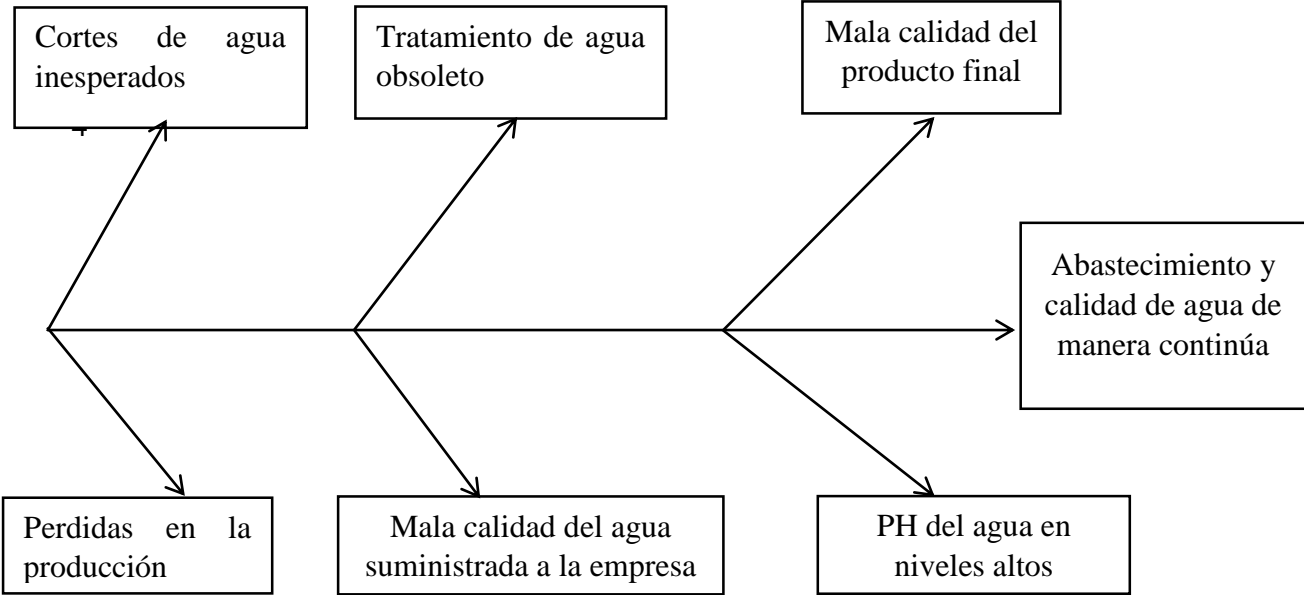 Cortes de agua
inesperados
Tratamiento de agua
obsoleto
Mala calidad del
producto final
Abastecimiento y
calidad de agua de
manera continúa
Perdidas en la
producción
Mala calidad del agua
suministrada a la empresa
PH del agua en
niveles altos